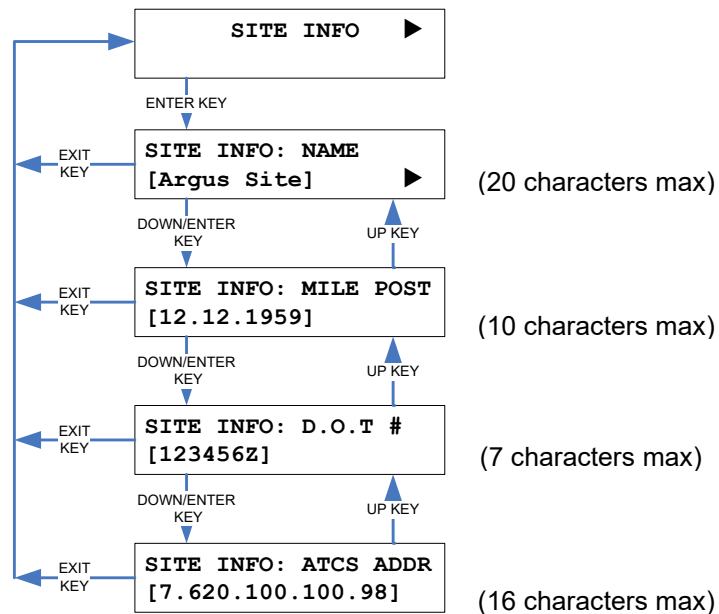 SITE INFO ▶
ENTER KEY
SITE INFO: NAME
[Argus Site] ▶
(20 characters max)
EXIT
KEY
DOWN/ENTER
KEY
UP KEY
SITE INFO: MILE POST
[12.12.1959]
(10 characters max)
EXIT
KEY
DOWN/ENTER
KEY
UP KEY
SITE INFO: D.O.T #
[123456Z]
(7 characters max)
EXIT
KEY
DOWN/ENTER
KEY
UP KEY
SITE INFO: ATCS ADDR
[7.620.100.100.98]
(16 characters max)
EXIT
KEY